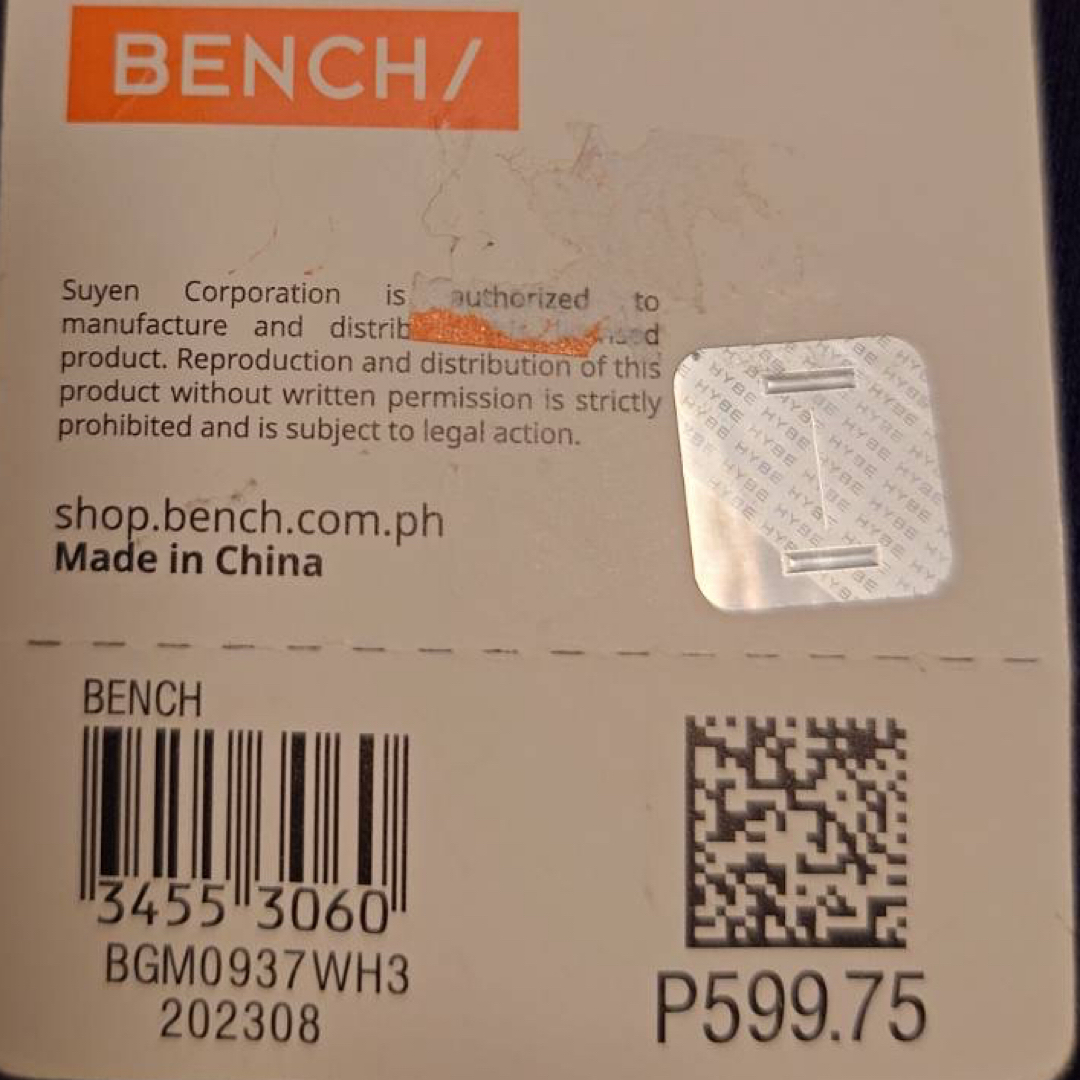 BENCH/
Suyen Corporation is authorized to
manufacture and distrib
product. Reproduction and distribution of this
product without written permission is strictly
prohibited and is subject to legal action.
shop.bench.com.ph
Made in China
HYBE
BENCH
3455 3060
BGM0937WH3
202308
P599.75